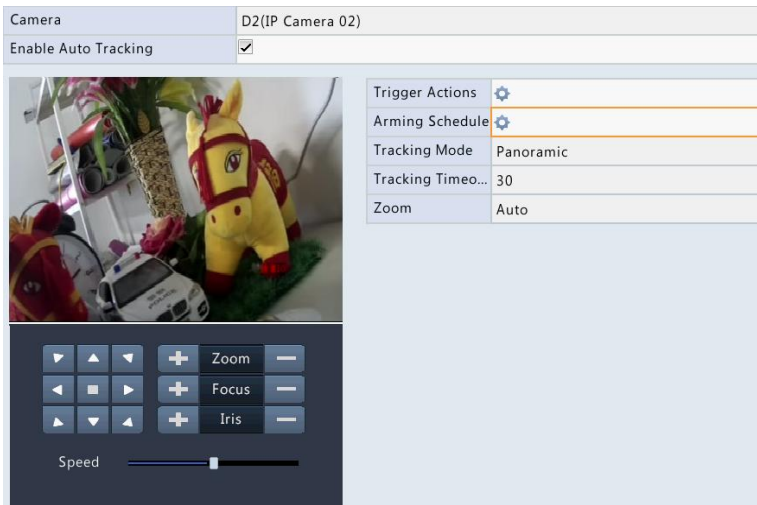 Camera D2(IP Camera 02)
Enable Auto Tracking
Trigger Actions
Arming Schedule
Tracking Mode Panoramic
Tracking Timeo... 30
Zoom Auto
POLICE
Zoom
Focus
Iris
Speed